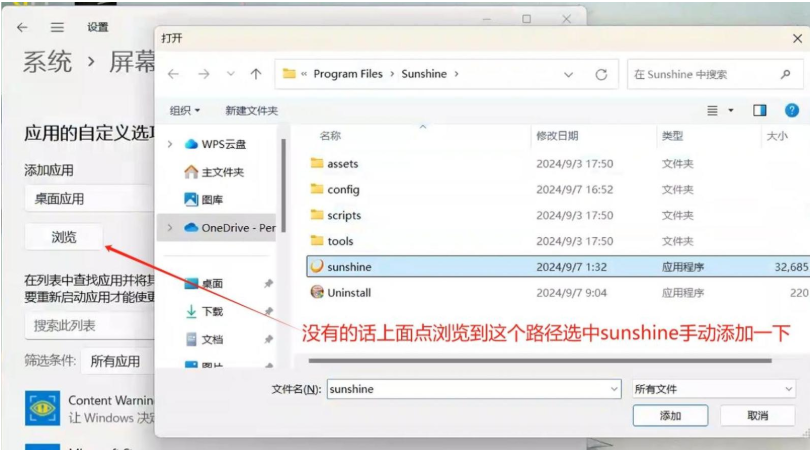 设置
系统 › 屏幕
应用的自定义选项
添加应用
桌面应用
浏览
在列表中查找应用并将其
要重新启动应用才能使更
搜索此列表
筛选条件: 所有应用
Content Warnin
让 Windows 决定
打开
« Program Files › Sunshine ›
在 Sunshine 中搜索
组织 新建文件夹
WPS云盘
主文件夹
图库
OneDrive - Per
桌面
下载
文档
图片
名称 修改日期 类型 大小
assets 2024/9/3 17:50 文件夹
config 2024/9/7 16:52 文件夹
scripts 2024/9/3 17:50 文件夹
tools 2024/9/3 17:50 文件夹
sunshine 2024/9/7 1:32 应用程序 32,685
Uninstall 2024/9/7 9:04 应用程序 220
没有的话上面点浏览到这个路径选中sunshine手动添加一下
文件名(N): sunshine 所有文件
添加 取消